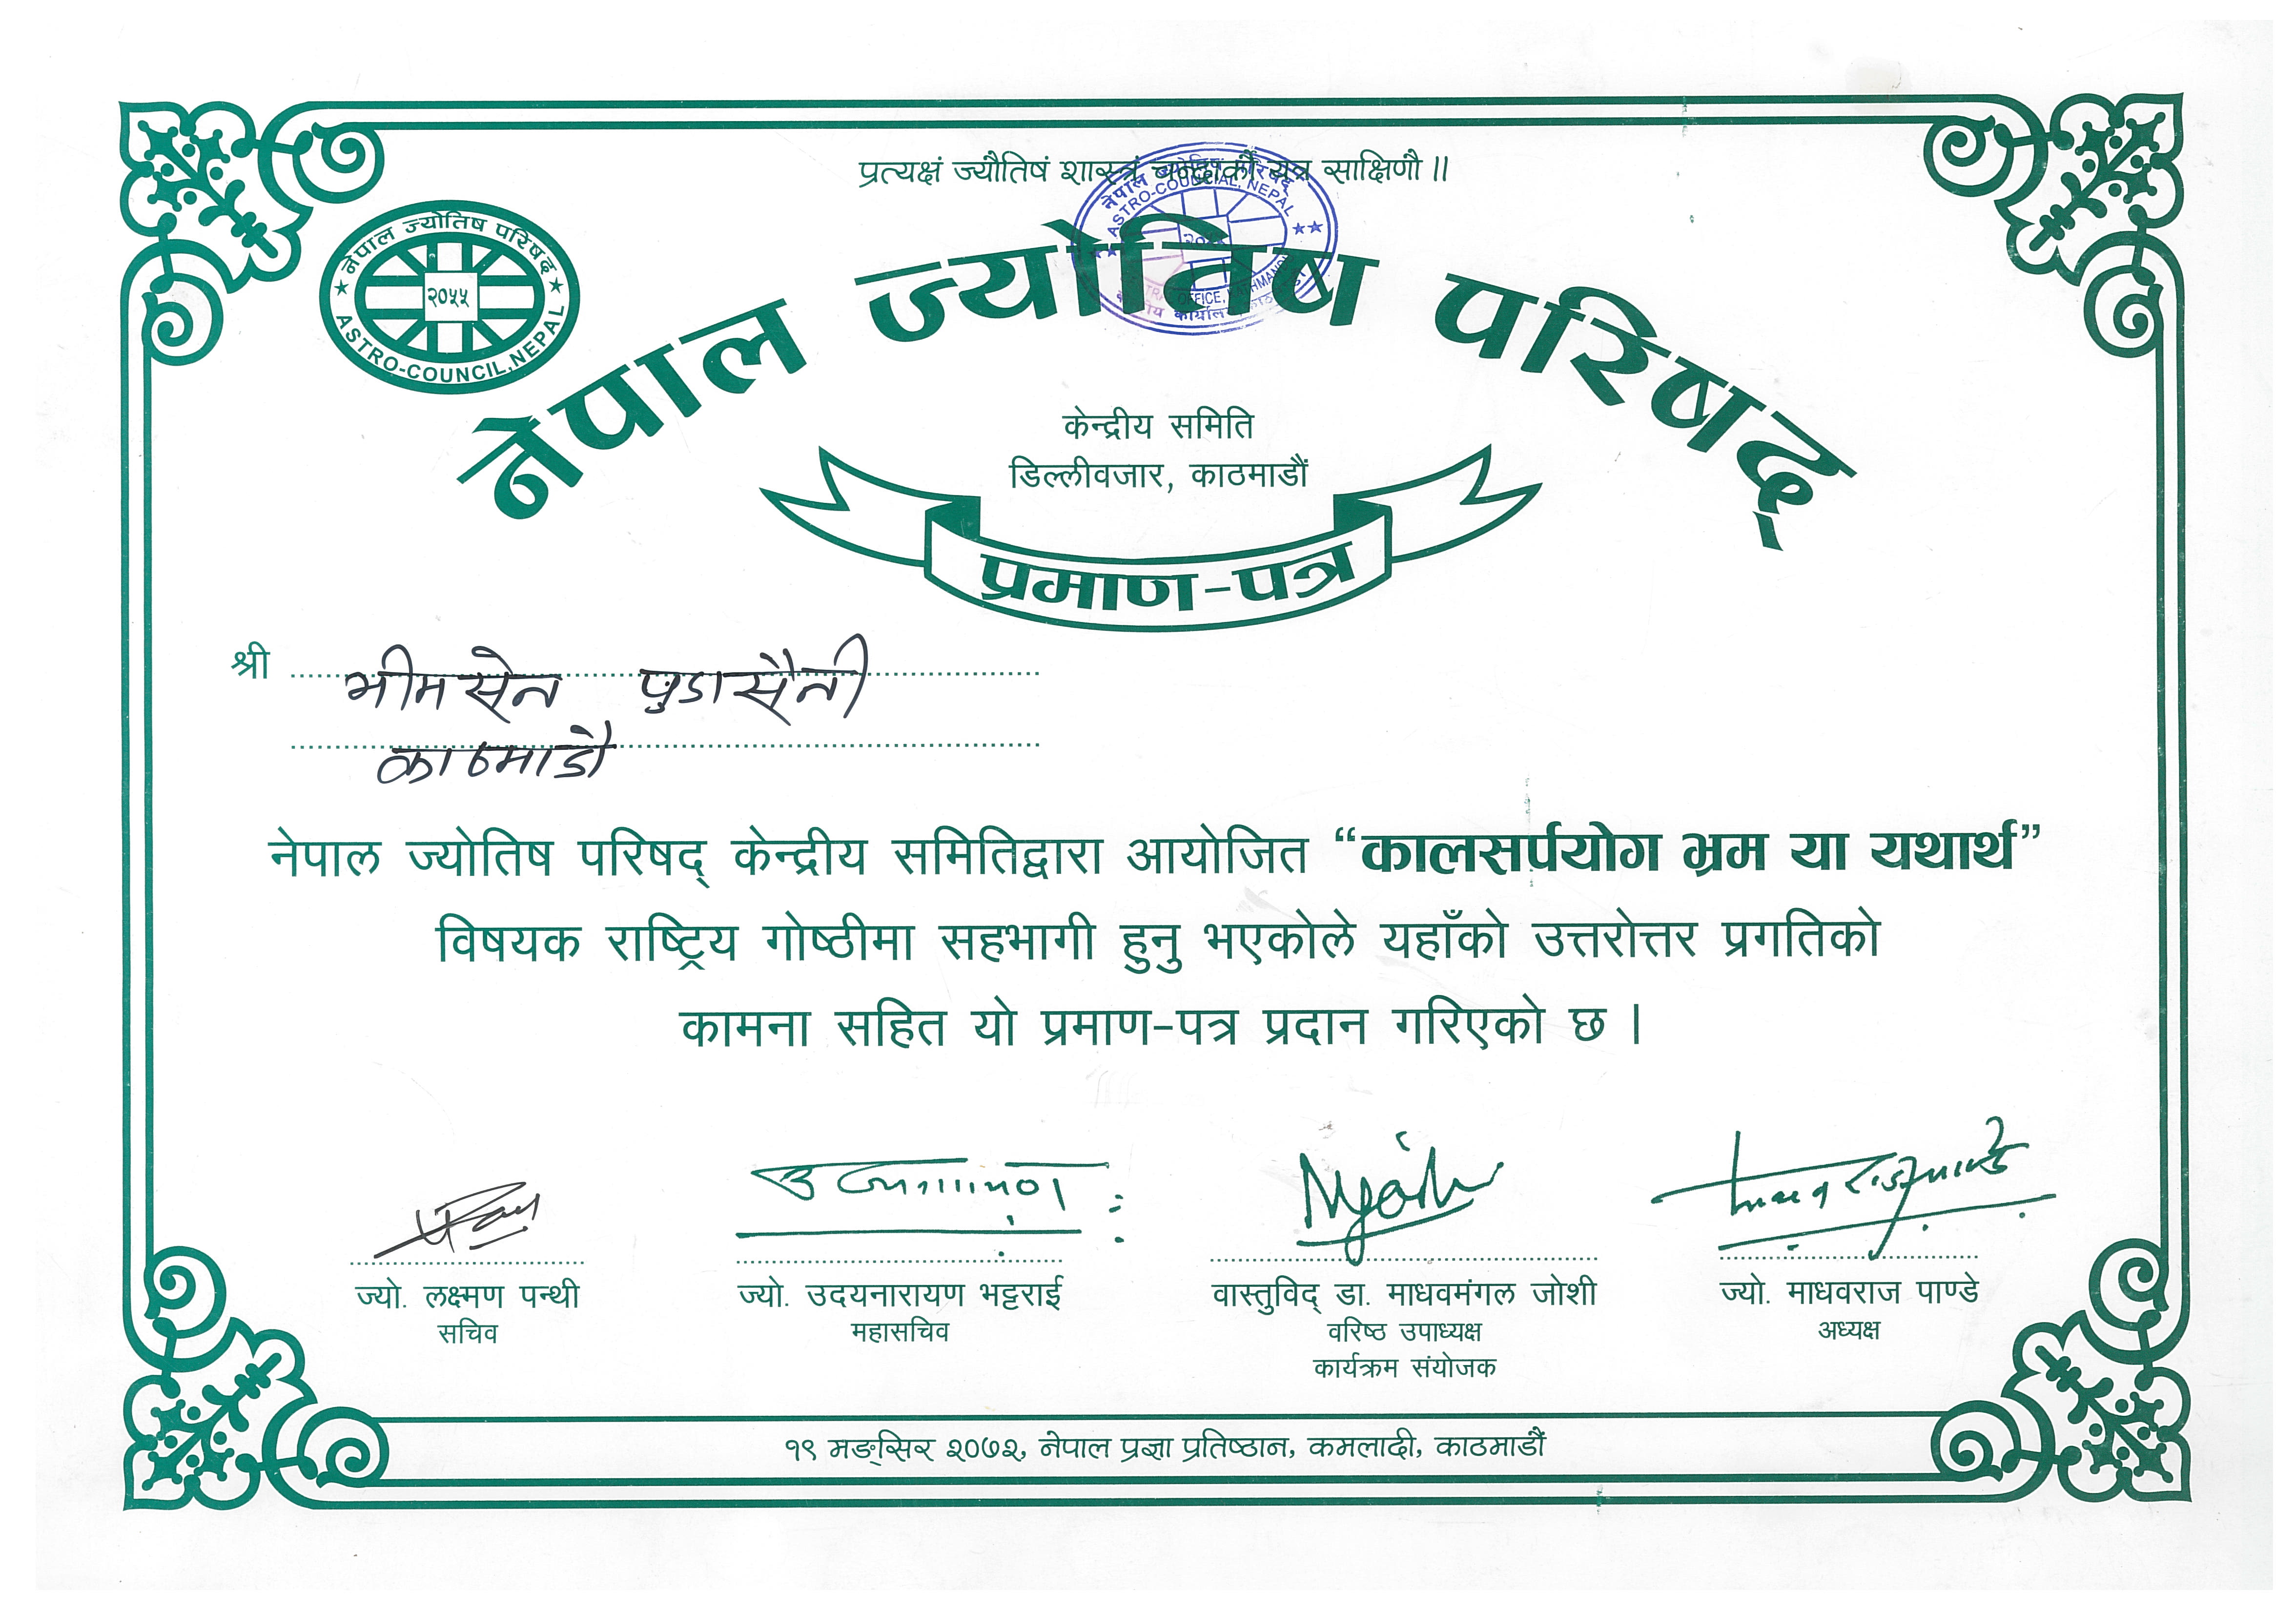 प्रत्यक्षं ज्यौतिषं शास्त्रं चन्द्रार्कौ यत्र साक्षिणौ ॥
नेपाल ज्योतिष परिषद्
ASTRO-COUNCIL, NEPAL
२०५५
नेपाल ज्योतिष परिषद
ASTRO-COUNCIAL, NEPAL
OFFICE, KATHMANDU
नेपाल ज्योतिष परिषद्
केन्द्रीय समिति
डिल्लीवजार, काठमाडौं
प्रमाण-पत्र
श्री भीमसेन पुडासैनी
काठमाडौ
नेपाल ज्योतिष परिषद् केन्द्रीय समितिद्वारा आयोजित “कालसर्पयोग भ्रम या यथार्थ”
विषयक राष्ट्रिय गोष्ठीमा सहभागी हुनु भएकोले यहाँको उत्तरोत्तर प्रगतिको
कामना सहित यो प्रमाण-पत्र प्रदान गरिएको छ ।
ज्यो. लक्ष्मण पन्थी
सचिव
ज्यो. उदयनारायण भट्टराई
महासचिव
वास्तुविद् डा. माधवमंगल जोशी
वरिष्ठ उपाध्यक्ष
कार्यक्रम संयोजक
ज्यो. माधवराज पाण्डे
अध्यक्ष
१९ मङ्सिर २०७२, नेपाल प्रज्ञा प्रतिष्ठान, कमलादी, काठमाडौं